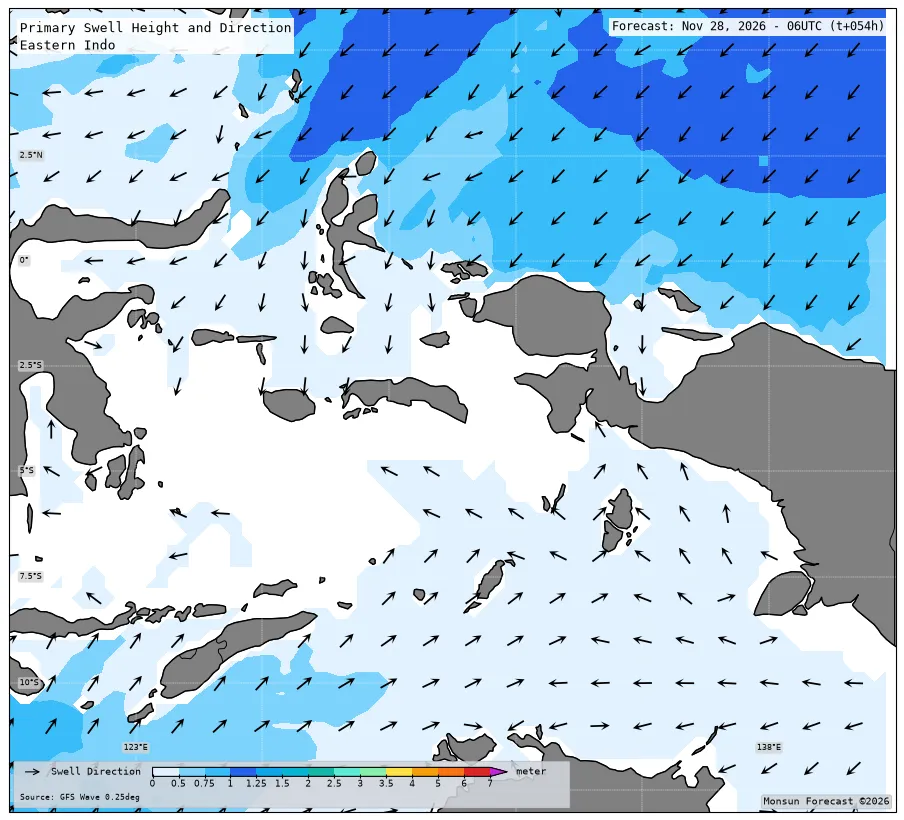 Primary Swell Height and Direction
Eastern Indo
Forecast: Nov 28, 2026 - 06UTC (t+054h)
2.5°N
0°
2.5°S
5°S
7.5°S
10°S
123°E
138°E
Swell Direction
meter
0 0.5 0.75 1 1.25 1.5 2 2.5 3 3.5 4 5 6 7
Source: GFS Wave 0.25deg
Monsun Forecast ©2026